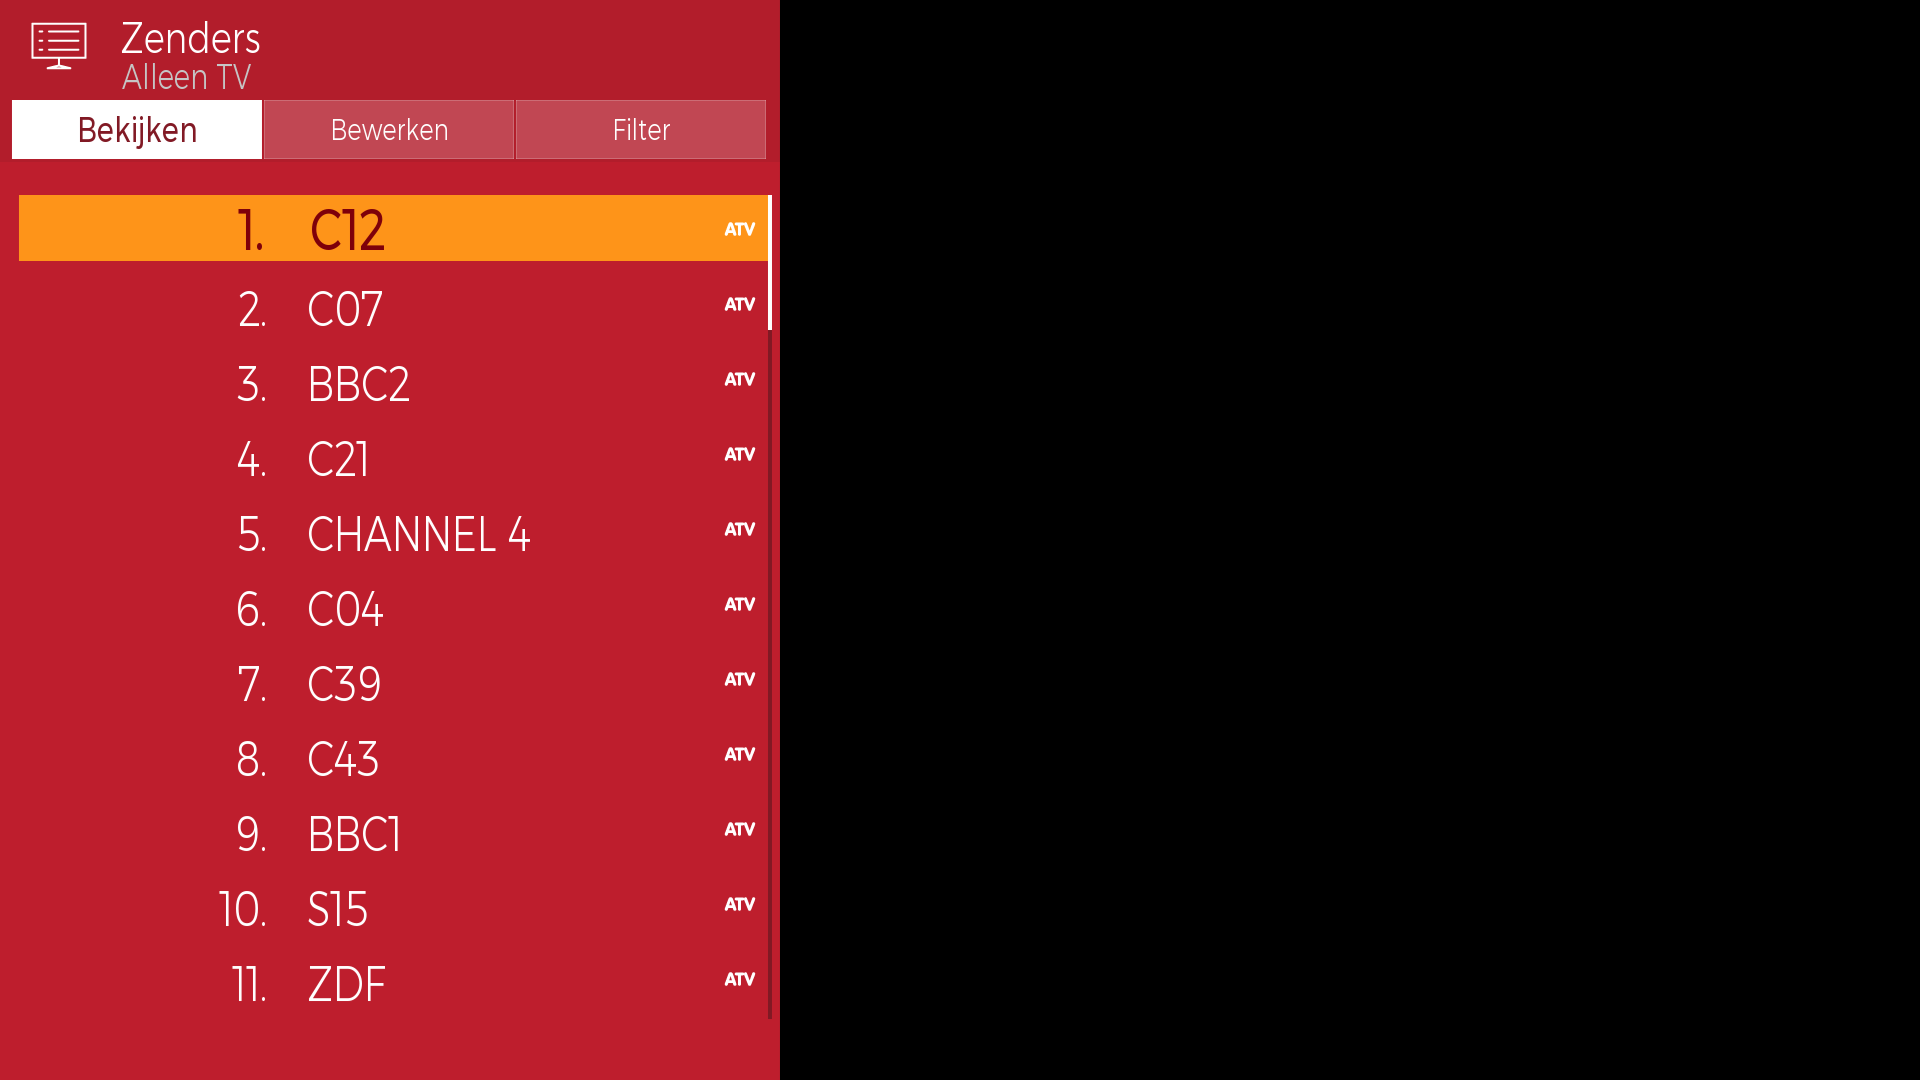 Zenders
Alleen TV
Bekijken Bewerken Filter
1. C12 ATV
2. C07 ATV
3. BBC2 ATV
4. C21 ATV
5. CHANNEL 4 ATV
6. C04 ATV
7. C39 ATV
8. C43 ATV
9. BBC1 ATV
10. S15 ATV
11. ZDF ATV